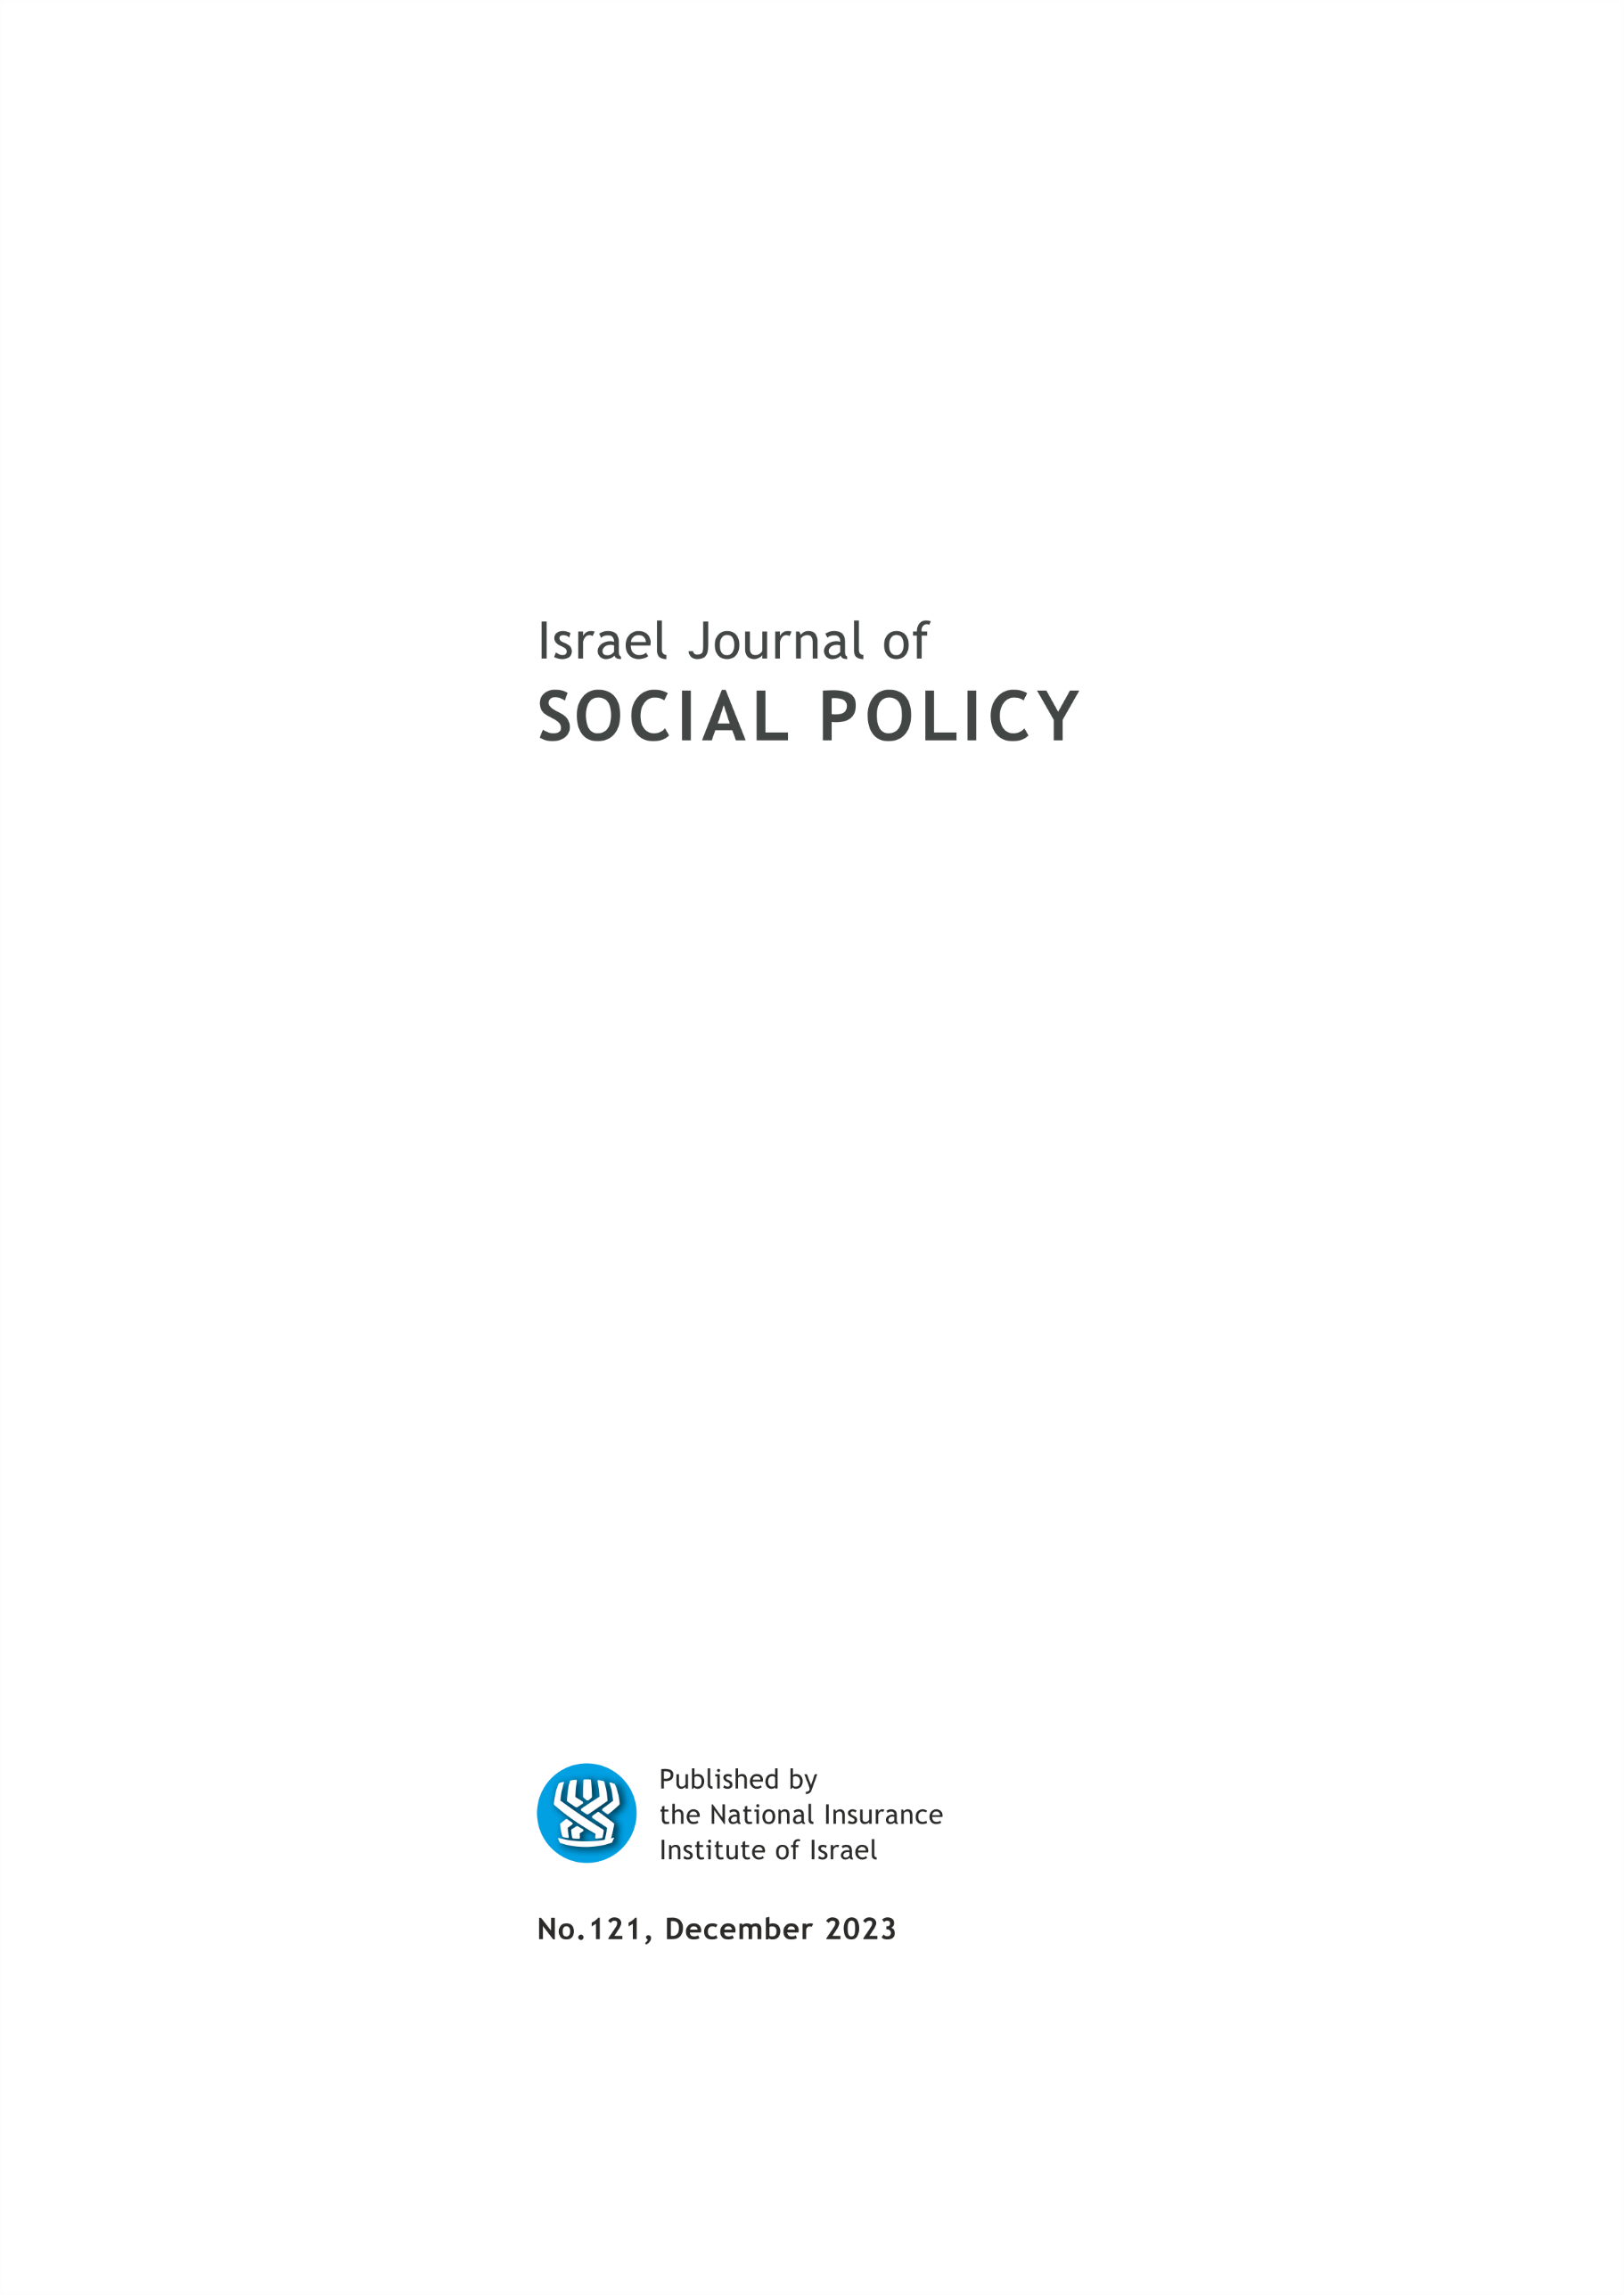 Israel Journal of
SOCIAL POLICY
Published by
the National Insurance
Institute of Israel
No.121, December 2023